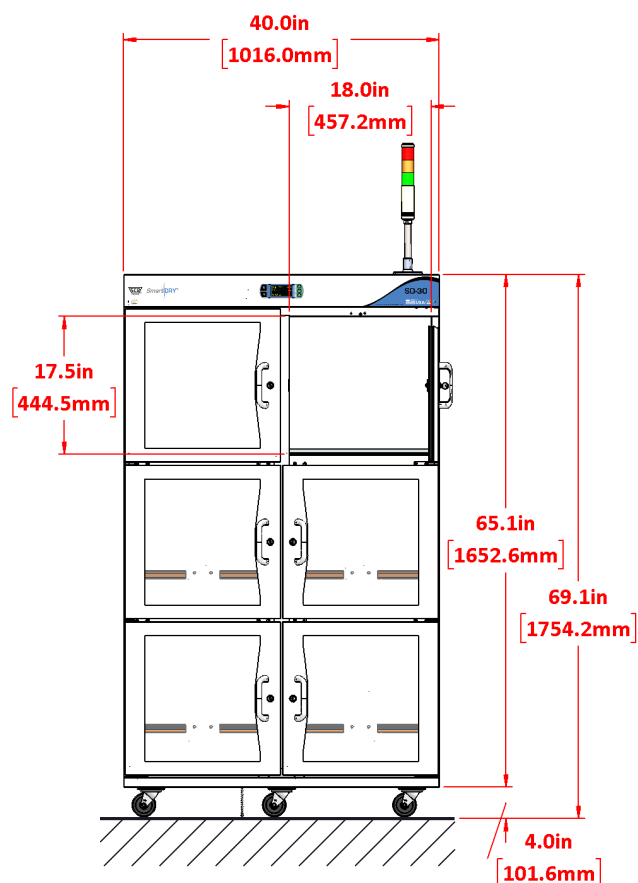 40.0in
[1016.0mm]
18.0in
[457.2mm]
SmartDRY™
SD-30
17.5in
[444.5mm]
65.1in
[1652.6mm]
69.1in
[1754.2mm]
4.0in
[101.6mm]